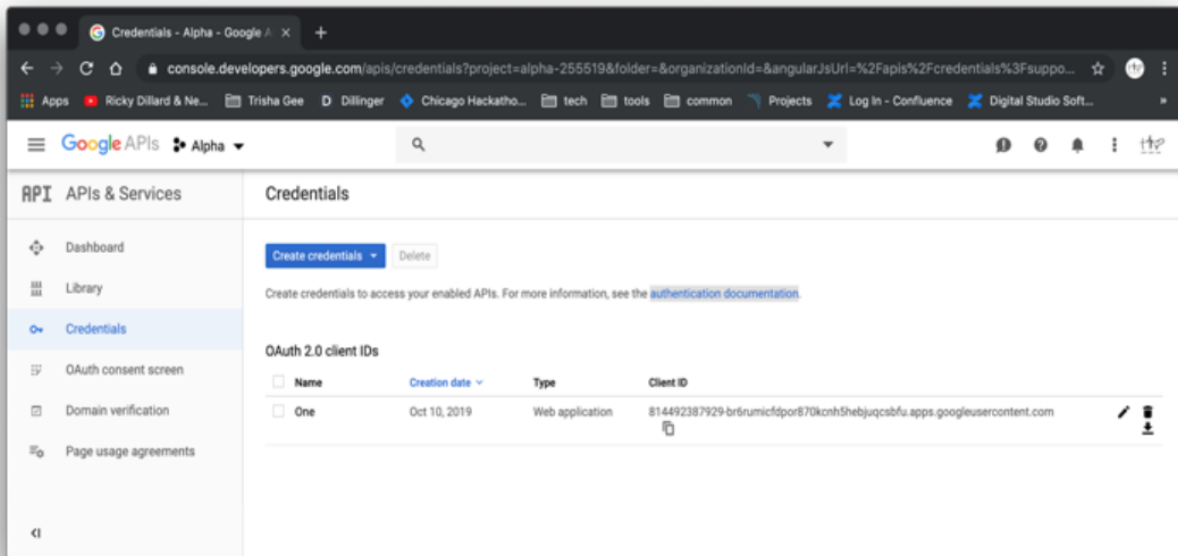 Credentials - Alpha - Google A
console.developers.google.com/apis/credentials?project=alpha-255519&folder=&organizationId=&angularJsUrl=%2Fapis%2Fcredentials%3Fsuppo...
Apps Ricky Dillard & Ne... Trisha Gee D Dillinger Chicago Hackatho... tech tools common Projects Log In - Confluence Digital Studio Soft... »
Google APIs Alpha
API APIs & Services
Credentials
Dashboard
Library
Credentials
OAuth consent screen
Domain verification
Page usage agreements
Create credentials Delete
Create credentials to access your enabled APIs. For more information, see the authentication documentation.
OAuth 2.0 client IDs
Name Creation date Type Client ID
One Oct 10, 2019 Web application 814492387929-br6rumicfdpor870kcnh5hebjuqcsbfu.apps.googleusercontent.com